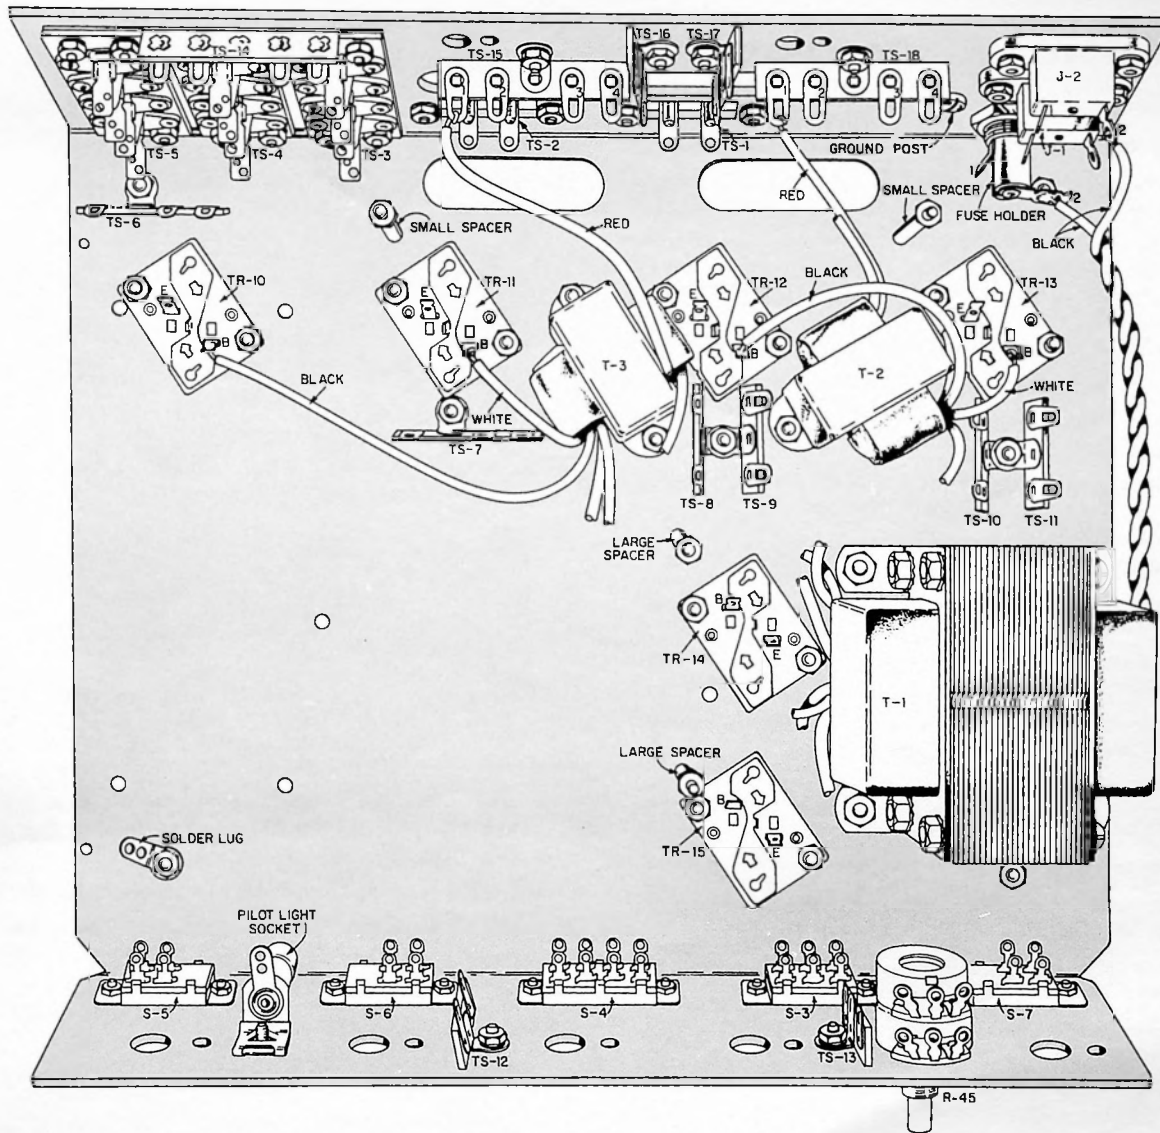 TS-14
TS-15
TS-16
TS-17
TS-18
J-2
1
2
3
4
1
2
3
4
TS-5
TS-4
TS-3
TS-2
TS-1
GROUND POST
J-1
2
1
2
TS-6
SMALL SPACER
RED
RED
SMALL SPACER
FUSE HOLDER
BLACK
TR-10
E
B
TR-11
E
B
TR-12
E
B
BLACK
TR-13
E
B
T-3
T-2
BLACK
WHITE
WHITE
TS-7
TS-8
TS-9
TS-10
TS-11
LARGE
SPACER
B
E
TR-14
T-1
LARGE SPACER
B
E
TR-15
SOLDER LUG
PILOT LIGHT
SOCKET
S-5
S-6
S-4
S-3
S-7
TS-12
TS-13
R-45